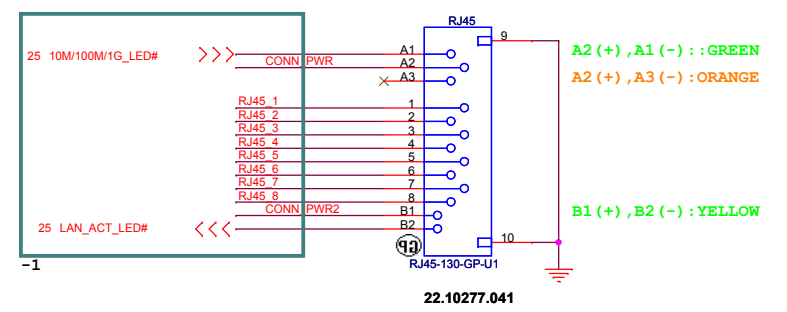 RJ45
9
25 10M/100M/1G_LED#
A1
A2(+),A1(-)::GREEN
CONN_PWR
A2
A3
A2(+),A3(-):ORANGE
RJ45_1
1
RJ45_2
2
RJ45_3
3
RJ45_4
4
RJ45_5
5
RJ45_6
6
RJ45_7
7
RJ45_8
8
CONN_PWR2
B1
B1(+),B2(-):YELLOW
25 LAN_ACT_LED#
B2
10
GP
-1
RJ45-130-GP-U1
22.10277.041